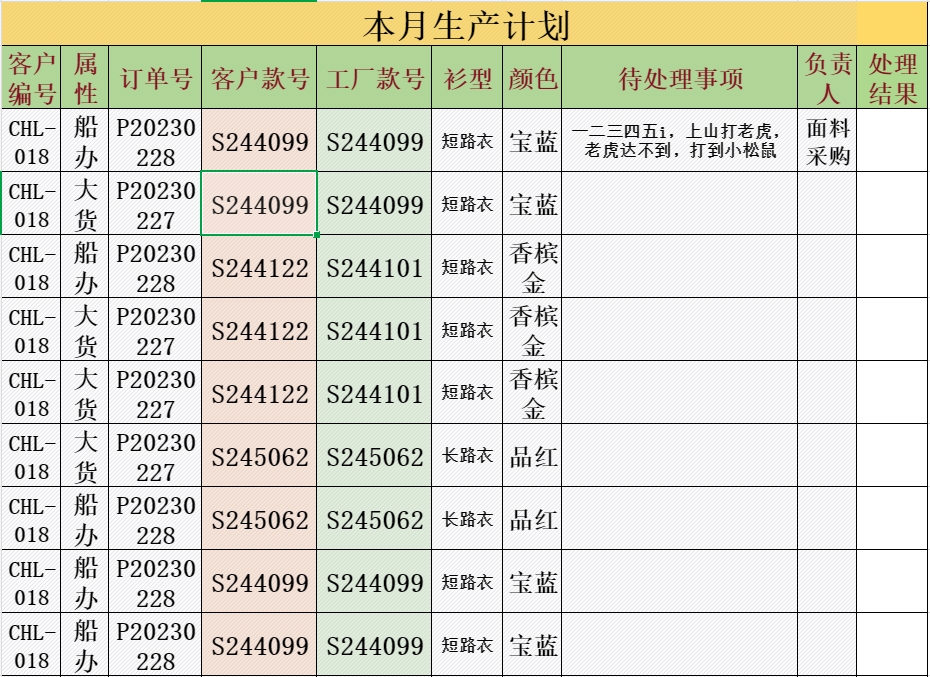 本月生产计划
客户编号 属性 订单号 客户款号 工厂款号 衫型 颜色 待处理事项 负责人 处理结果
CHL-018 船办 P20230228 S244099 S244099 短路衣 宝蓝 一二三四五i，上山打老虎，老虎达不到，打到小松鼠 面料采购
CHL-018 大货 P20230227 S244099 S244099 短路衣 宝蓝
CHL-018 船办 P20230228 S244122 S244101 短路衣 香槟金
CHL-018 大货 P20230227 S244122 S244101 短路衣 香槟金
CHL-018 大货 P20230227 S244122 S244101 短路衣 香槟金
CHL-018 大货 P20230227 S245062 S245062 长路衣 品红
CHL-018 船办 P20230228 S245062 S245062 长路衣 品红
CHL-018 船办 P20230228 S244099 S244099 短路衣 宝蓝
CHL-018 船办 P20230228 S244099 S244099 短路衣 宝蓝